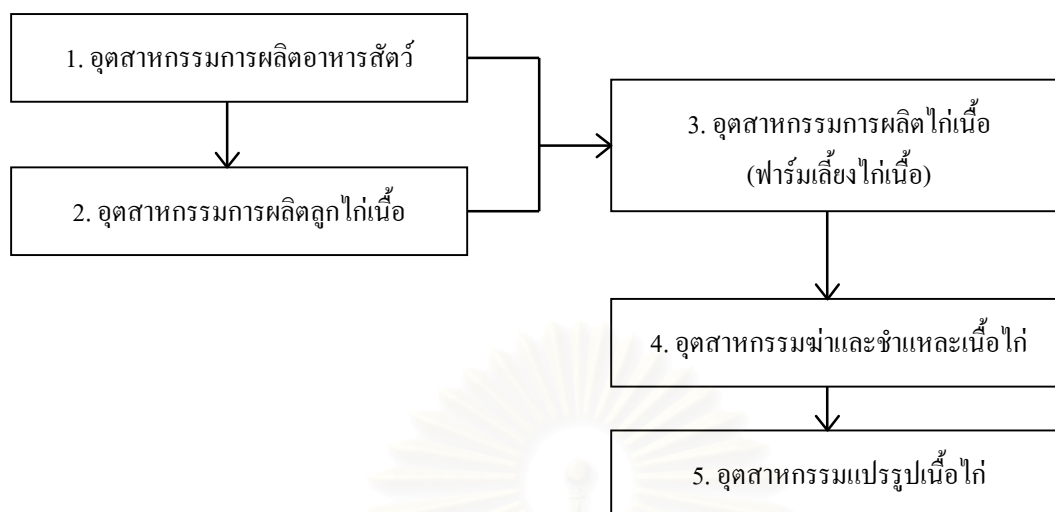 1. อุตสาหกรรมการผลิตอาหารสัตว์
2. อุตสาหกรรมการผลิตลูกไก่เนื้อ
3. อุตสาหกรรมการผลิตไก่เนื้อ
(ฟาร์มเลี้ยงไก่เนื้อ)
4. อุตสาหกรรมฆ่าและชำแหละเนื้อไก่
5. อุตสาหกรรมแปรรูปเนื้อไก่